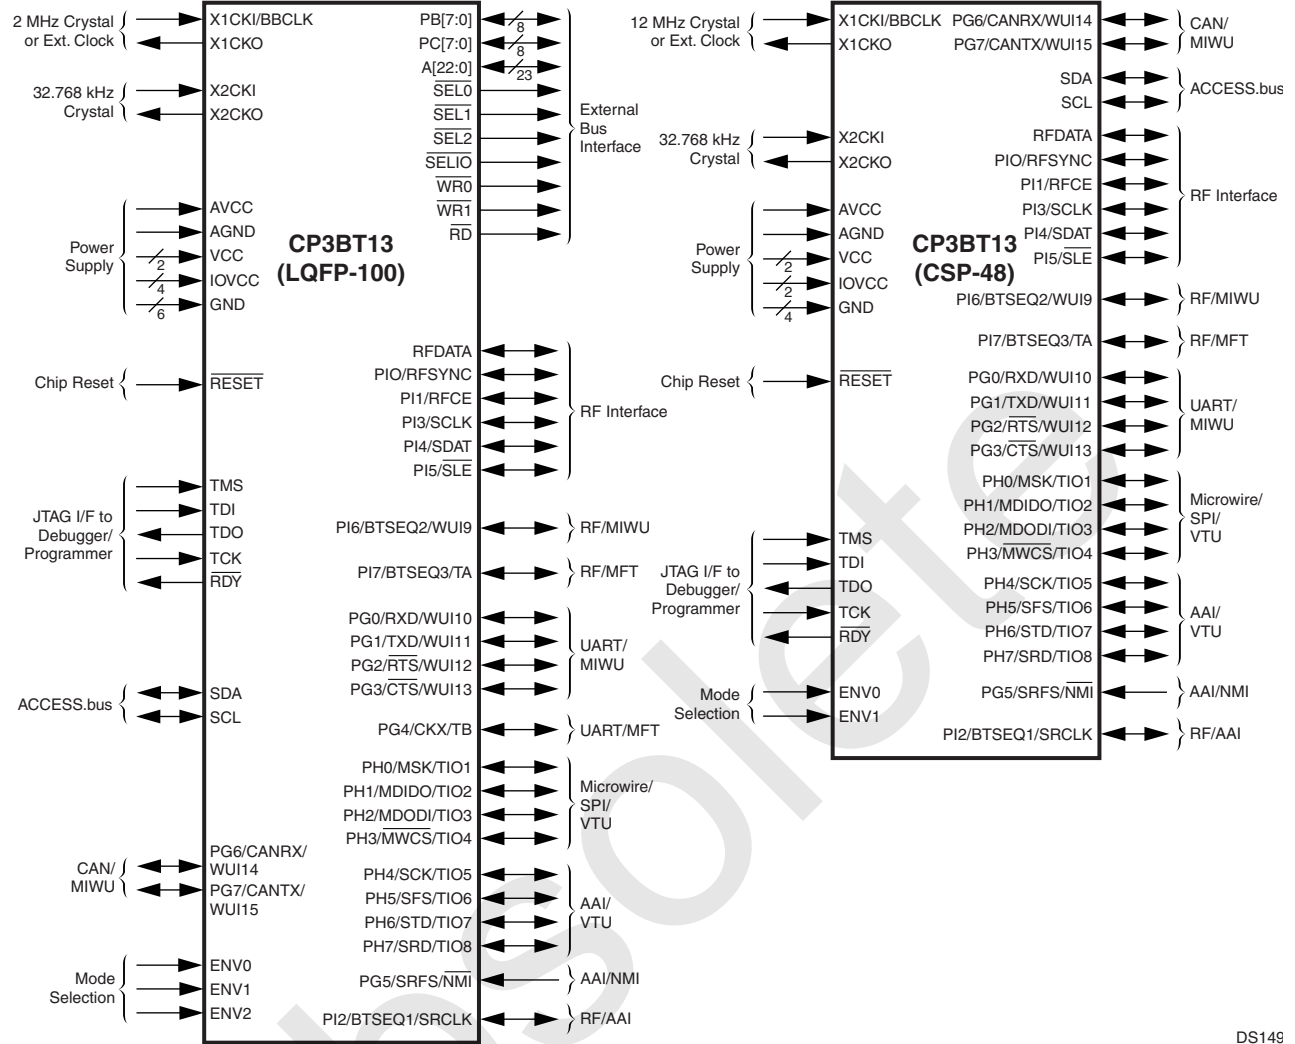 2 MHz Crystal
or Ext. Clock
X1CKI/BBCLK
X1CKO
32.768 kHz
Crystal
X2CKI
X2CKO
Power
Supply
AVCC
AGND
VCC
2
IOVCC
4
GND
6
Chip Reset
RESET
JTAG I/F to
Debugger/
Programmer
TMS
TDI
TDO
TCK
RDY
ACCESS.bus
SDA
SCL
CAN/
MIWU
PG6/CANRX/
WUI14
PG7/CANTX/
WUI15
Mode
Selection
ENV0
ENV1
ENV2
CP3BT13
(LQFP-100)
PB[7:0]
8
PC[7:0]
8
A[22:0]
23
SEL0
SEL1
SEL2
SELIO
WR0
WR1
RD
External
Bus
Interface
RFDATA
PIO/RFSYNC
PI1/RFCE
PI3/SCLK
PI4/SDAT
PI5/SLE
RF Interface
PI6/BTSEQ2/WUI9
RF/MIWU
PI7/BTSEQ3/TA
RF/MFT
PG0/RXD/WUI10
PG1/TXD/WUI11
PG2/RTS/WUI12
PG3/CTS/WUI13
UART/
MIWU
PG4/CKX/TB
UART/MFT
PH0/MSK/TIO1
PH1/MDIDO/TIO2
PH2/MDODI/TIO3
PH3/MWCS/TIO4
Microwire/
SPI/
VTU
PH4/SCK/TIO5
PH5/SFS/TIO6
PH6/STD/TIO7
PH7/SRD/TIO8
AAI/
VTU
PG5/SRFS/NMI
AAI/NMI
PI2/BTSEQ1/SRCLK
RF/AAI
12 MHz Crystal
or Ext. Clock
X1CKI/BBCLK
X1CKO
32.768 kHz
Crystal
X2CKI
X2CKO
Power
Supply
AVCC
AGND
VCC
2
IOVCC
2
GND
4
Chip Reset
RESET
JTAG I/F to
Debugger/
Programmer
TMS
TDI
TDO
TCK
RDY
Mode
Selection
ENV0
ENV1
CP3BT13
(CSP-48)
PG6/CANRX/WUI14
PG7/CANTX/WUI15
CAN/
MIWU
SDA
SCL
ACCESS.bus
RFDATA
PIO/RFSYNC
PI1/RFCE
PI3/SCLK
PI4/SDAT
PI5/SLE
RF Interface
PI6/BTSEQ2/WUI9
RF/MIWU
PI7/BTSEQ3/TA
RF/MFT
PG0/RXD/WUI10
PG1/TXD/WUI11
PG2/RTS/WUI12
PG3/CTS/WUI13
UART/
MIWU
PH0/MSK/TIO1
PH1/MDIDO/TIO2
PH2/MDODI/TIO3
PH3/MWCS/TIO4
Microwire/
SPI/
VTU
PH4/SCK/TIO5
PH5/SFS/TIO6
PH6/STD/TIO7
PH7/SRD/TIO8
AAI/
VTU
PG5/SRFS/NMI
AAI/NMI
PI2/BTSEQ1/SRCLK
RF/AAI
DS149
bsolete